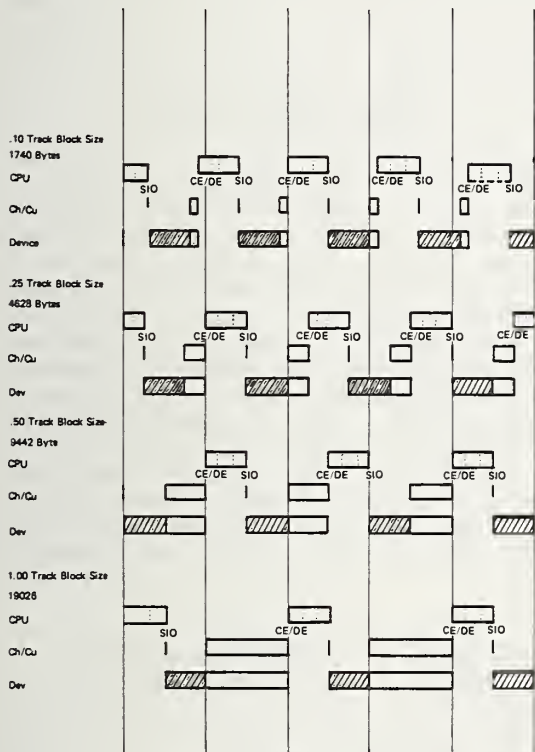 .10 Track Block Size
1740 Bytes
CPU
SIO CE/DE SIO CE/DE SIO CE/DE SIO CE/DE SIO
Ch/Cu
Device
.25 Track Block Size
4628 Bytes
CPU
SIO CE/DE SIO CE/DE SIO CE/DE SIO CE/DE
Ch/Cu
Dev
.50 Track Block Size
9442 Byte
CPU
CE/DE SIO CE/DE SIO CE/DE SIO
Ch/Cu
Dev
1.00 Track Block Size
19026
CPU
SIO CE/DE CE/DE SIO
Ch/Cu
Dev